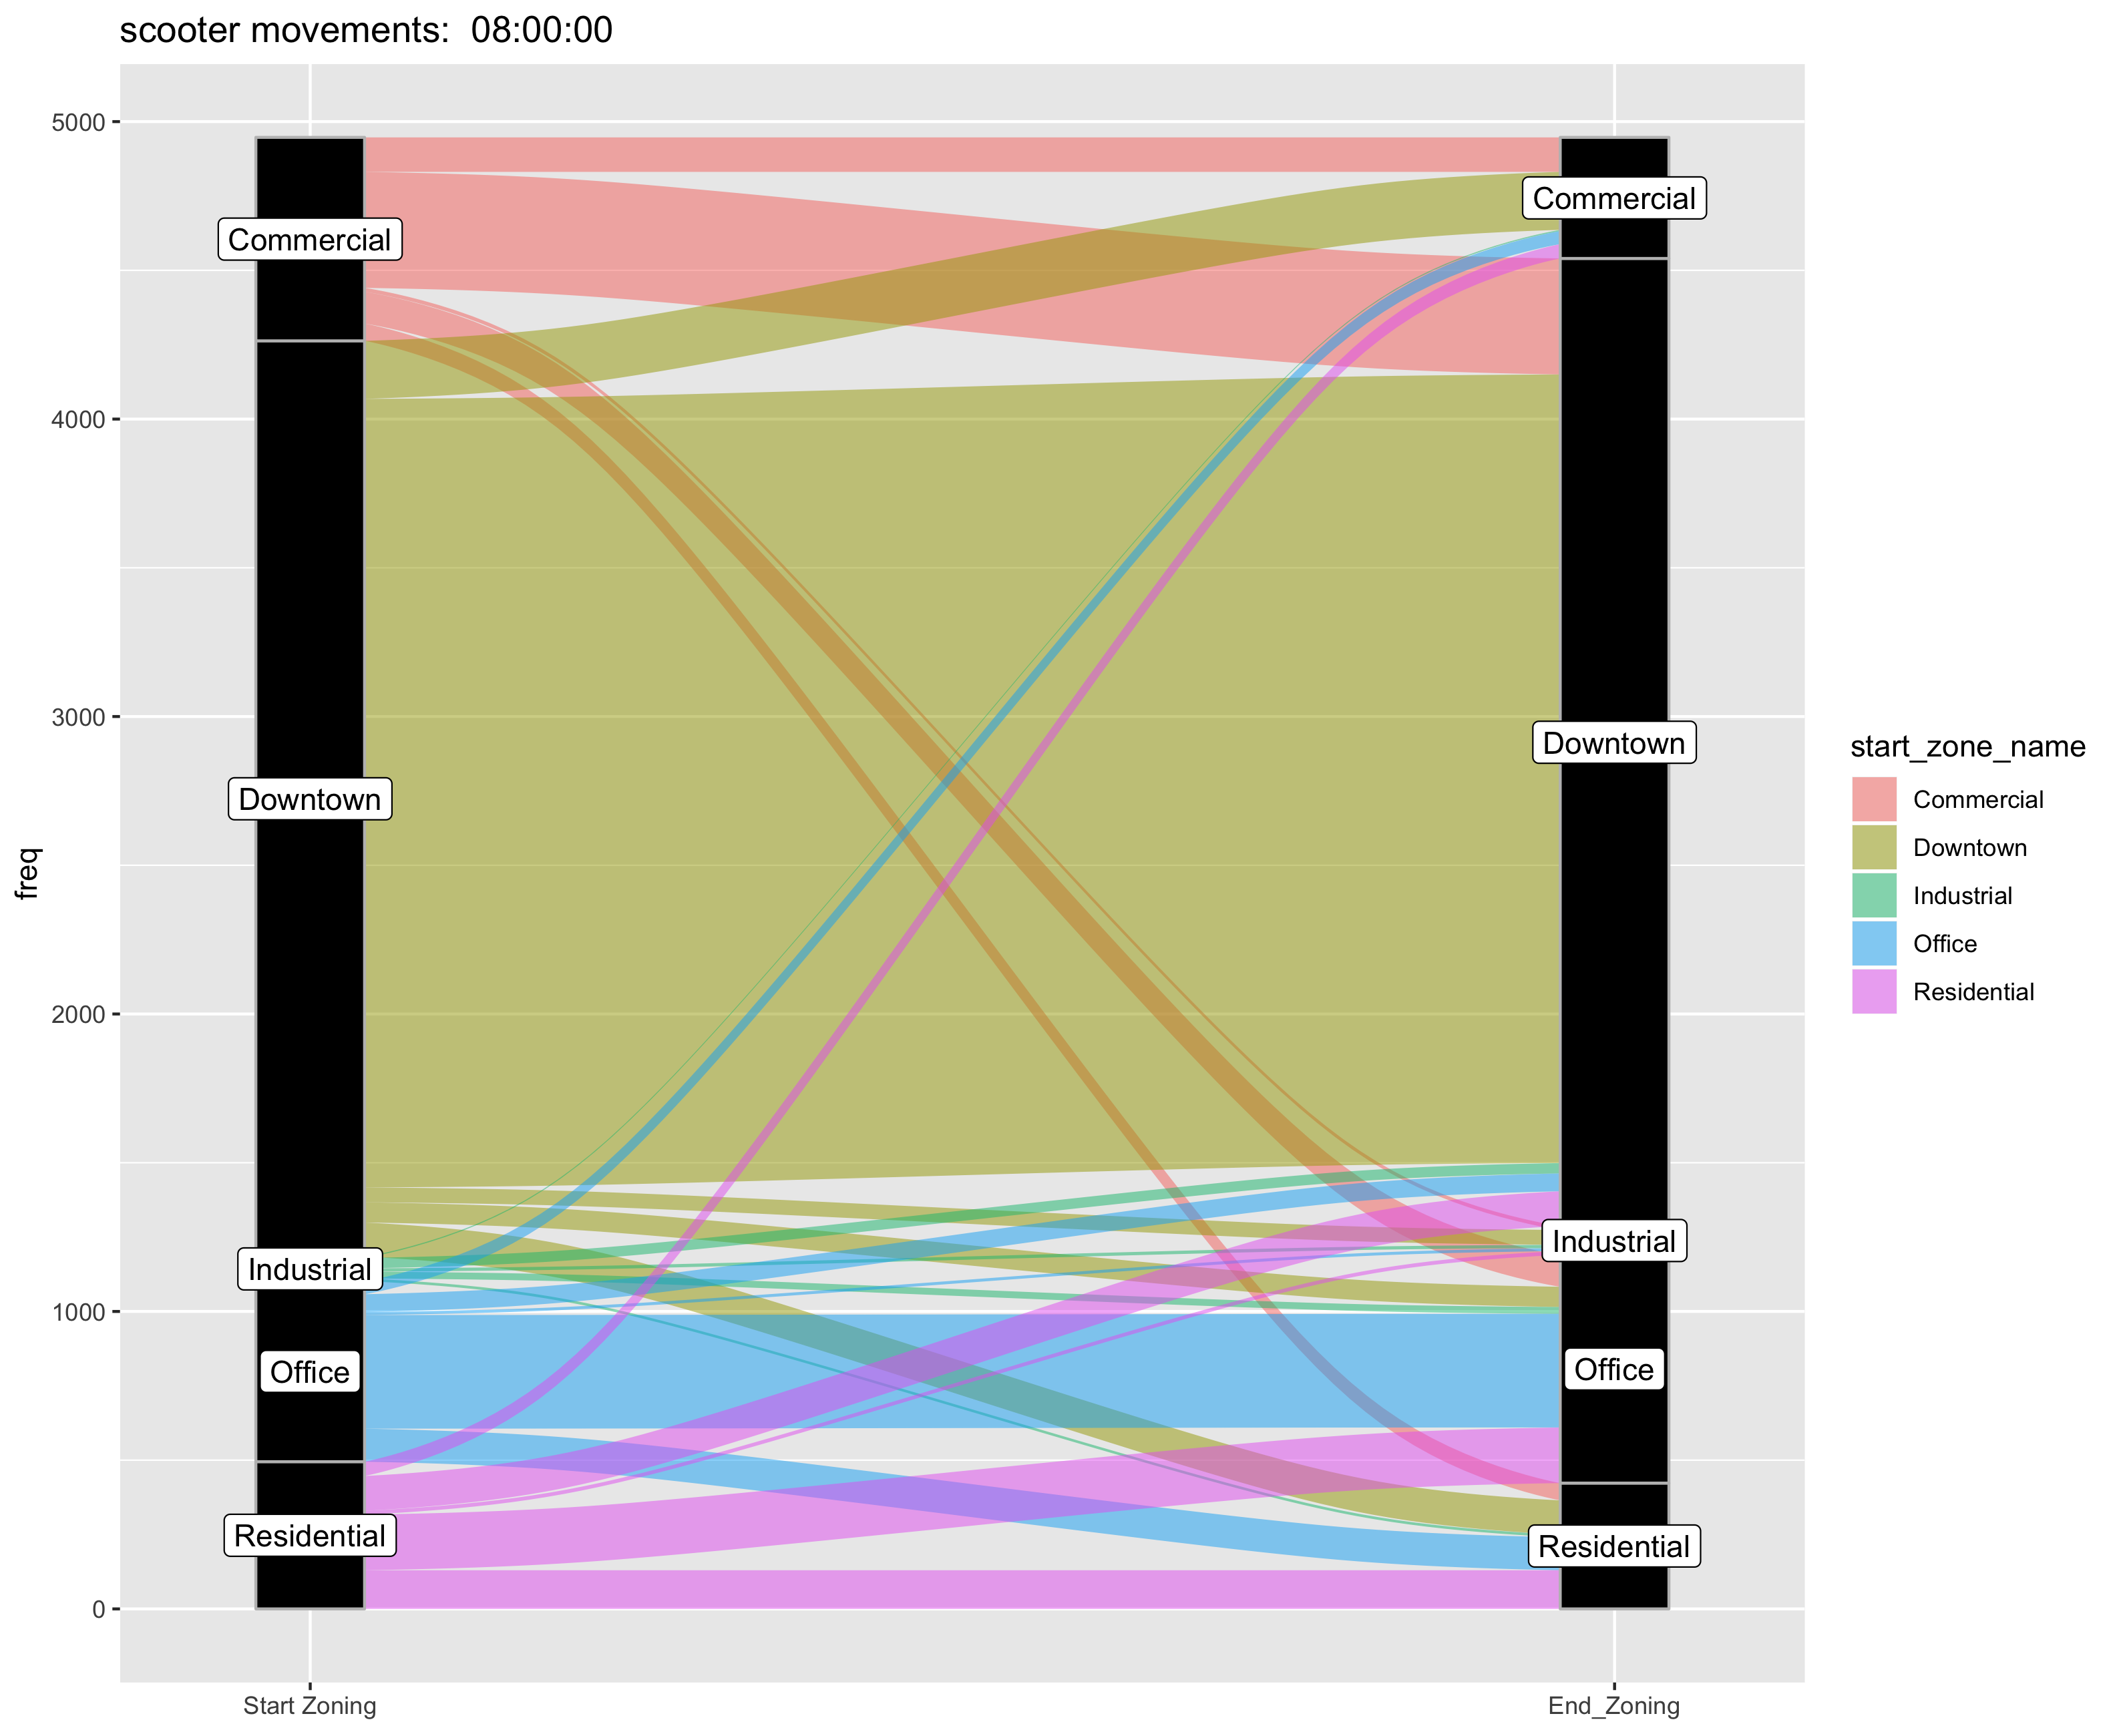 scooter movements:  08:00:00
freq
5000
4000
3000
2000
1000
0
Commercial
Downtown
Industrial
Office
Residential
Commercial
Downtown
Industrial
Office
Residential
Start Zoning
End_Zoning
start_zone_name
Commercial
Downtown
Industrial
Office
Residential